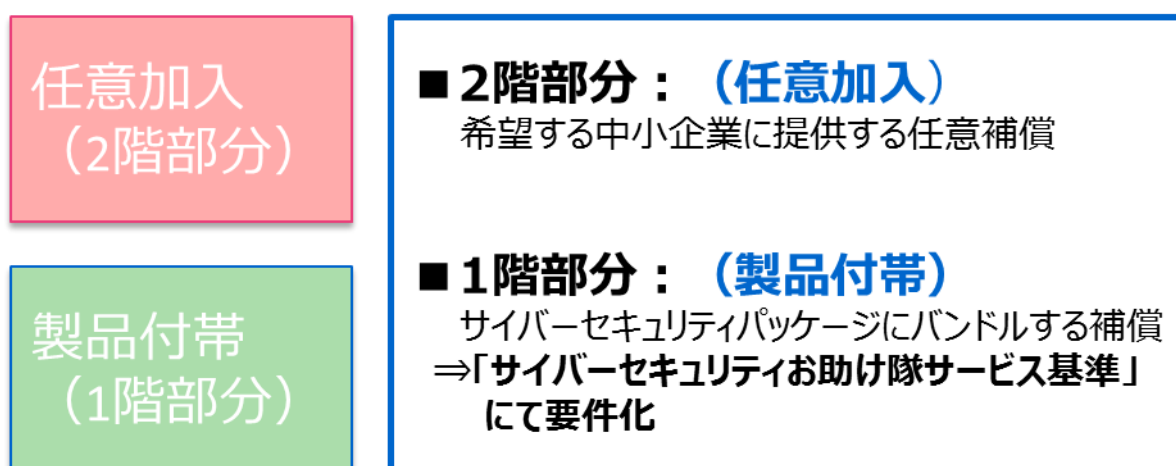 任意加入
（2階部分）
■2階部分：（任意加入）
希望する中小企業に提供する任意補償
製品付帯
（1階部分）
■1階部分：（製品付帯）
サイバーセキュリティパッケージにバンドルする補償
⇒「サイバーセキュリティお助け隊サービス基準」
にて要件化